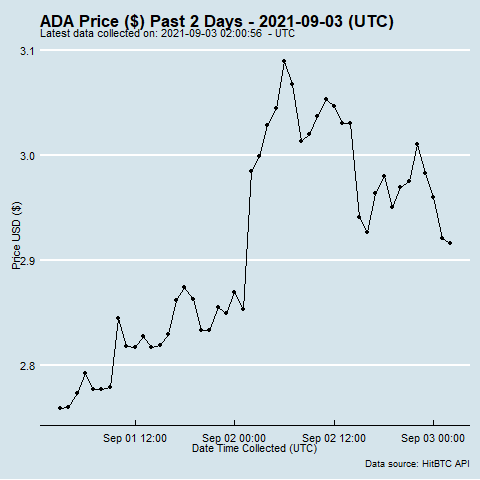 ADA Price ($) Past 2 Days - 2021-09-03 (UTC)
Latest data collected on: 2021-09-03 02:00:56  - UTC
3.1
3.0
2.9
2.8
Price USD ($)
Sep 01 12:00
Sep 02 00:00
Sep 02 12:00
Sep 03 00:00
Date Time Collected (UTC)
Data source: HitBTC API